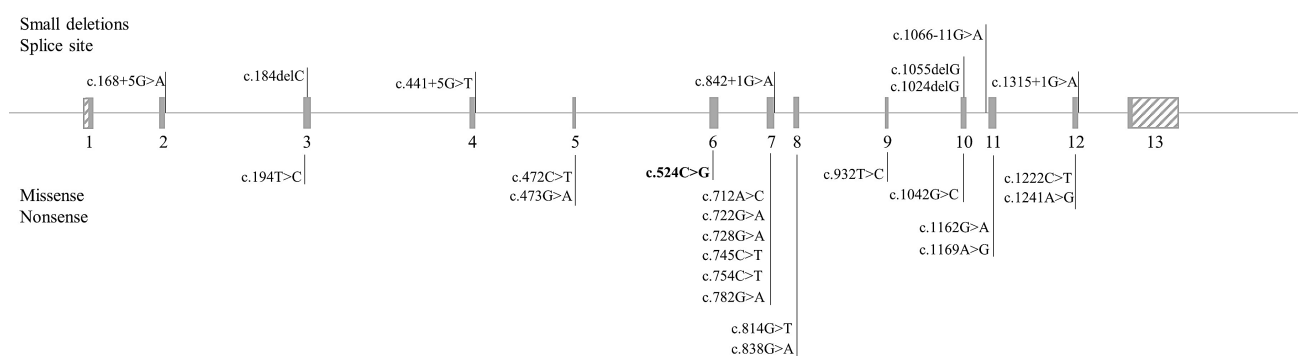 Small deletions
Splice site
c.168+5G>A
c.184delC
c.441+5G>T
c.842+1G>A
c.1055delG
c.1024delG
c.1066-11G>A
c.1315+1G>A
1
2
3
4
5
6
7
8
9
10
11
12
13
Missense
Nonsense
c.194T>C
c.472C>T
c.473G>A
c.524C>G
c.712A>C
c.722G>A
c.728G>A
c.745C>T
c.754C>T
c.782G>A
c.814G>T
c.838G>A
c.932T>C
c.1042G>C
c.1162G>A
c.1169A>G
c.1222C>T
c.1241A>G